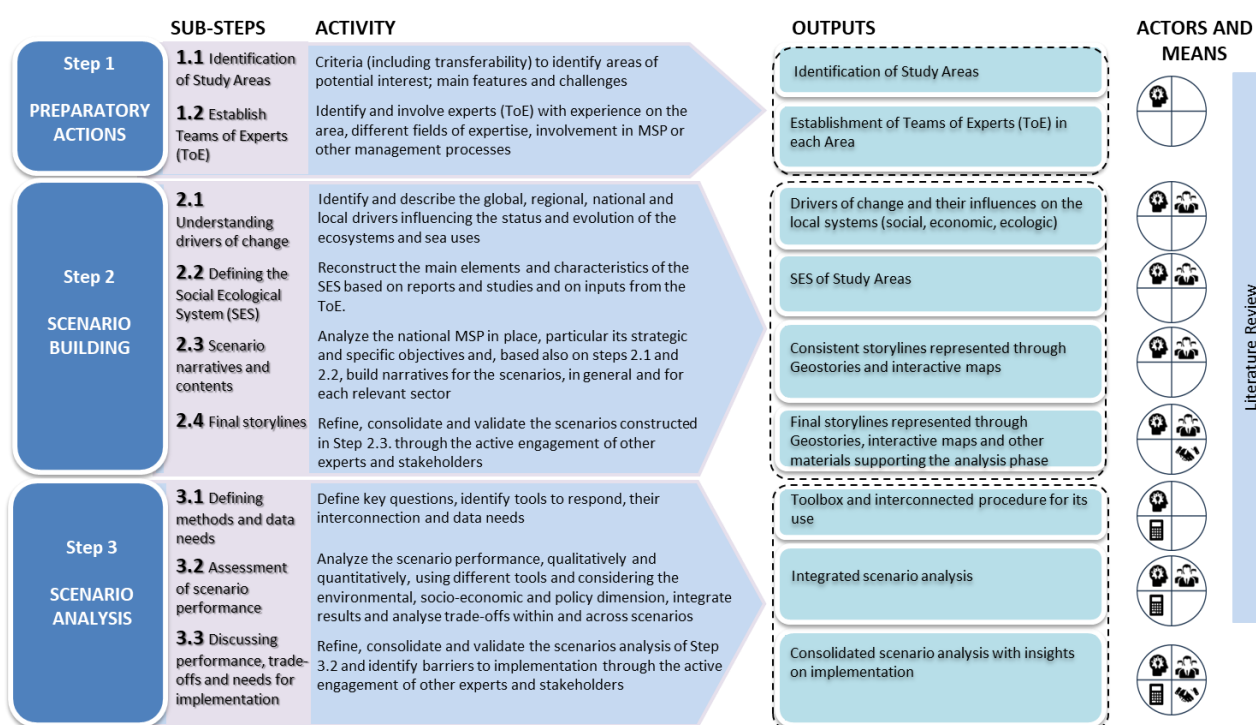 SUB-STEPS
ACTIVITY
OUTPUTS
ACTORS AND
MEANS
Step 1
PREPARATORY
ACTIONS
1.1 Identification
of Study Areas
1.2 Establish
Teams of Experts
(ToE)
Criteria (including transferability) to identify areas of
potential interest; main features and challenges
Identify and involve experts (ToE) with experience on the
area, different fields of expertise, involvement in MSP or
other management processes
Identification of Study Areas
Establishment of Teams of Experts (ToE) in
each Area
Step 2
SCENARIO
BUILDING
2.1
Understanding
drivers of change
2.2 Defining the
Social Ecological
System (SES)
2.3 Scenario
narratives and
contents
2.4 Final storylines
Identify and describe the global, regional, national and
local drivers influencing the status and evolution of the
ecosystems and sea uses
Reconstruct the main elements and characteristics of the
SES based on reports and studies and on inputs from the
ToE.
Analyze the national MSP in place, particular its strategic
and specific objectives and, based also on steps 2.1 and
2.2, build narratives for the scenarios, in general and for
each relevant sector
Refine, consolidate and validate the scenarios constructed
in Step 2.3. through the active engagement of other
experts and stakeholders
Drivers of change and their influences on the
local systems (social, economic, ecologic)
SES of Study Areas
Consistent storylines represented through
Geostories and interactive maps
Final storylines represented through
Geostories, interactive maps and other
materials supporting the analysis phase
Step 3
SCENARIO
ANALYSIS
3.1 Defining
methods and data
needs
3.2 Assessment
of scenario
performance
3.3 Discussing
performance, trade-
offs and needs for
implementation
Define key questions, identify tools to respond, their
interconnection and data needs
Analyze the scenario performance, qualitatively and
quantitatively, using different tools and considering the
environmental, socio-economic and policy dimension, integrate
results and analyse trade-offs within and across scenarios
Refine, consolidate and validate the scenarios analysis of Step
3.2 and identify barriers to implementation through the active
engagement of other experts and stakeholders
Toolbox and interconnected procedure for its
use
Integrated scenario analysis
Consolidated scenario analysis with insights
on implementation
Literature Review